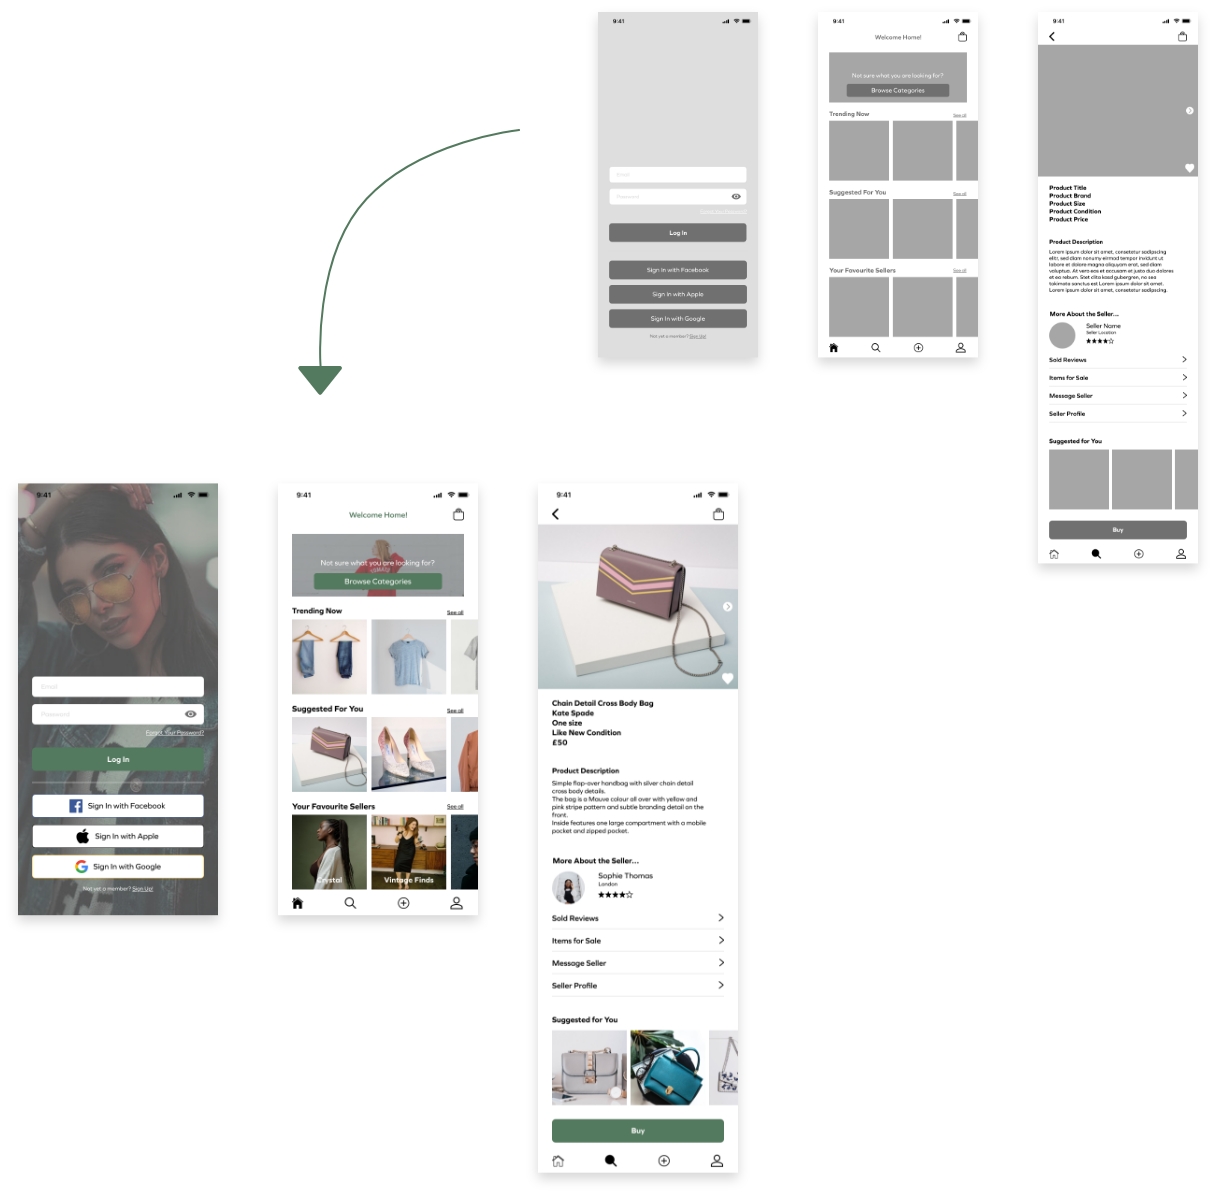 9:41
Email
Password
Forgot Your Password?
Log In
Sign In with Facebook
Sign In with Apple
Sign In with Google
Not yet a member? Sign Up!
9:41
Welcome Home!
Not sure what you are looking for?
Browse Categories
Trending Now
See all
Suggested For You
See all
Your Favourite Sellers
See all
9:41
Product Title
Product Brand
Product Size
Product Condition
Product Price
Product Description
Lorem ipsum dolor sit amet, consetetur sadipscing
elitr, sed diam nonumy eirmod tempor invidunt ut
labore et dolore magna aliquyam erat, sed diam
voluptua. At vero eos et accusam et justo duo dolores
et ea rebum. Stet clita kasd gubergren, no sea
takimata sanctus est Lorem ipsum dolor sit amet.
Lorem ipsum dolor sit amet, consetetur sadipscing.
More About the Seller...
Seller Name
Seller Location
Sold Reviews
Items for Sale
Message Seller
Seller Profile
Suggested for You
Buy
9:41
Email
Password
Forgot Your Password?
Log In
Sign In with Facebook
Sign In with Apple
Sign In with Google
Not yet a member? Sign Up!
9:41
Welcome Home!
Not sure what you are looking for?
Browse Categories
Trending Now
See all
Suggested For You
See all
Your Favourite Sellers
See all
Crystal
Vintage Finds
9:41
Chain Detail Cross Body Bag
Kate Spade
One size
Like New Condition
£50
Product Description
Simple flap-over handbag with silver chain detail
cross body details.
The bag is a Mauve colour all over with yellow and
pink stripe pattern and subtle branding detail on the
front.
Inside features one large compartment with a mobile
pocket and zipped pocket.
More About the Seller...
Sophie Thomas
London
Sold Reviews
Items for Sale
Message Seller
Seller Profile
Suggested for You
Buy